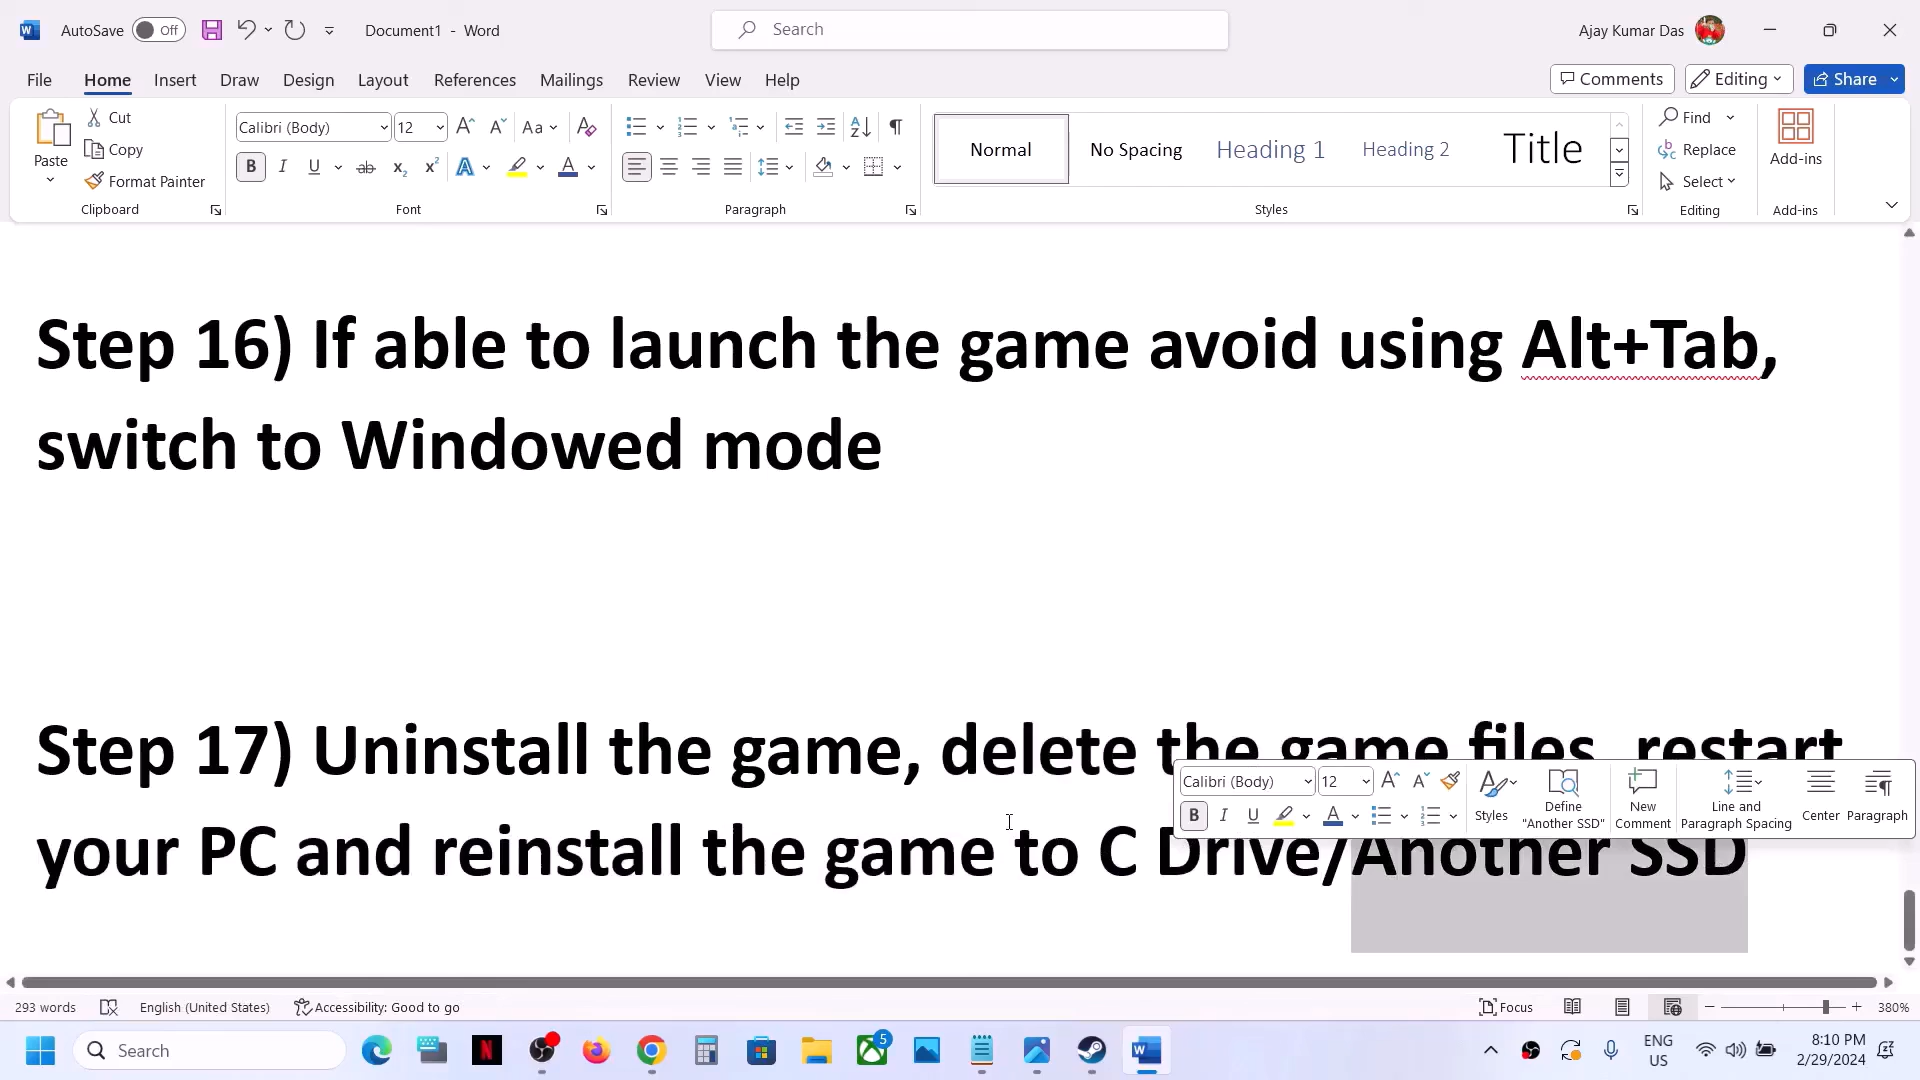 AutoSave Off Document1 - Word Search Ajay Kumar Das
File Home Insert Draw Design Layout References Mailings Review View Help Comments Editing Share
Paste Cut Copy Format Painter Clipboard
Calibri (Body) 12 A A Aa A
B I U ab x₂ x² A A Font
Paragraph
Normal No Spacing Heading 1 Heading 2 Title Styles
Find Replace Select Editing
Add-ins Add-ins
Step 16) If able to launch the game avoid using Alt+Tab,
switch to Windowed mode
Step 17) Uninstall the game, delete the game files, restart
your PC and reinstall the game to C Drive/Another SSD
Calibri (Body) 12 A A
B I U A Styles Define "Another SSD" New Comment Line and Paragraph Spacing Center Paragraph
293 words English (United States) Accessibility: Good to go Focus 380%
Search 5 ENG US 8:10 PM 2/29/2024